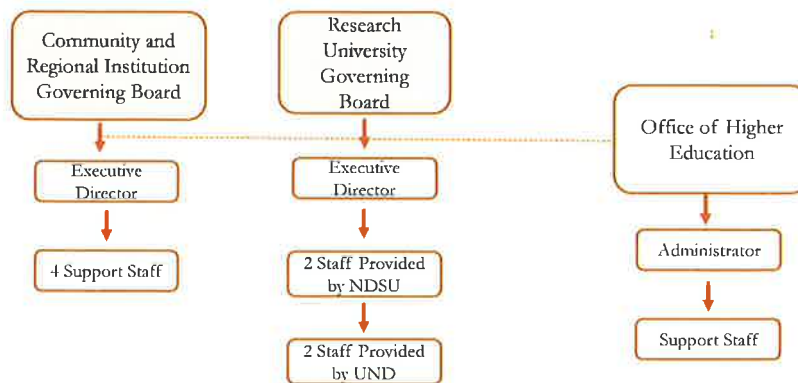 Community and
Regional Institution
Governing Board
Research
University
Governing
Board
Office of Higher
Education
Executive
Director
Executive
Director
Administrator
4 Support Staff
2 Staff Provided
by NDSU
Support Staff
2 Staff Provided
by UND